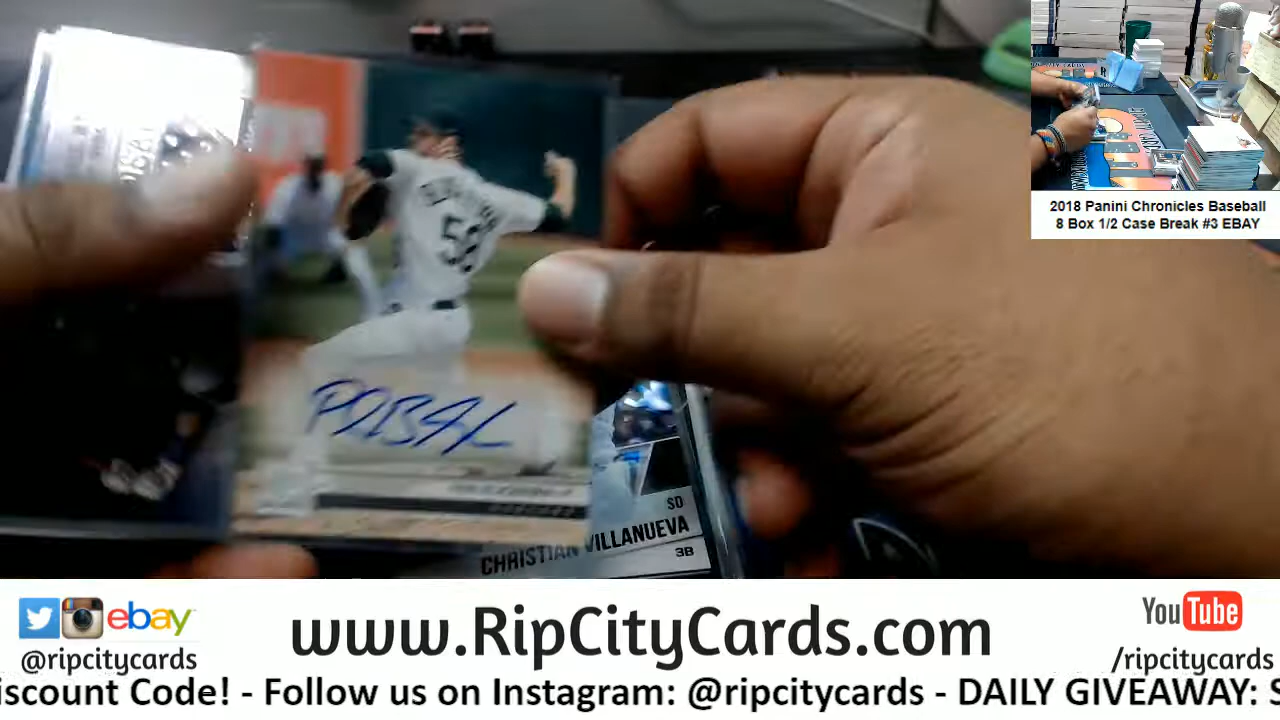 58
SD
CHRISTIAN VILLANUEVA
3B
2018 Panini Chronicles Baseball
8 Box 1/2 Case Break #3 EBAY
ebay
@ripcitycards
www.RipCityCards.com
YouTube
/ripcitycards
iscount Code! - Follow us on Instagram: @ripcitycards - DAILY GIVEAWAY: S